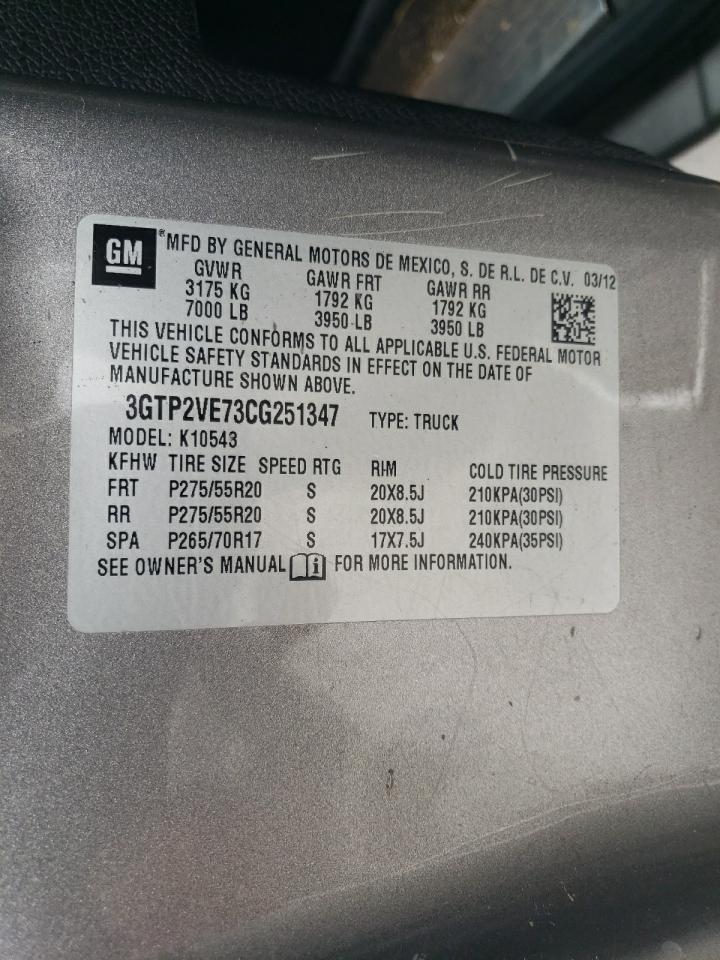 GM ®MFD BY GENERAL MOTORS DE MEXICO, S. DE R.L. DE C.V. 03/12
GVWR GAWR FRT GAWR RR
3175 KG 1792 KG 1792 KG
7000 LB 3950 LB 3950 LB
THIS VEHICLE CONFORMS TO ALL APPLICABLE U.S. FEDERAL MOTOR
VEHICLE SAFETY STANDARDS IN EFFECT ON THE DATE OF
MANUFACTURE SHOWN ABOVE.
3GTP2VE73CG251347 TYPE: TRUCK
MODEL: K10543
KFHW TIRE SIZE SPEED RTG RIM COLD TIRE PRESSURE
FRT P275/55R20 S 20X8.5J 210KPA(30PSI)
RR P275/55R20 S 20X8.5J 210KPA(30PSI)
SPA P265/70R17 S 17X7.5J 240KPA(35PSI)
SEE OWNER'S MANUAL i FOR MORE INFORMATION.